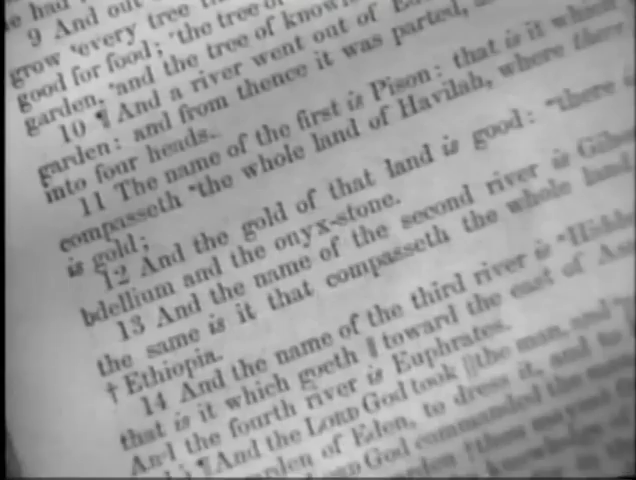 e had
9 And out
grow every tree
good for food; the tree of
garden, and the tree of know
10 ¶ And a river went out of E
garden: and from thence it was parted,
into four heads.
11 The name of the first is Pison: that is it which
compasseth the whole land of Havilah, where there
is gold;
12 And the gold of that land is good: there
bdellium and the onyx-stone.
13 And the name of the second river is
the same is it that compasseth the whole land
† Ethiopia.
14 And the name of the third river is
that is it which goeth ‖ toward the east of
And the fourth river is Euphrates.
¶ And the LORD God took ‖ the man, and
of Eden, to dress it, and to
God commanded the